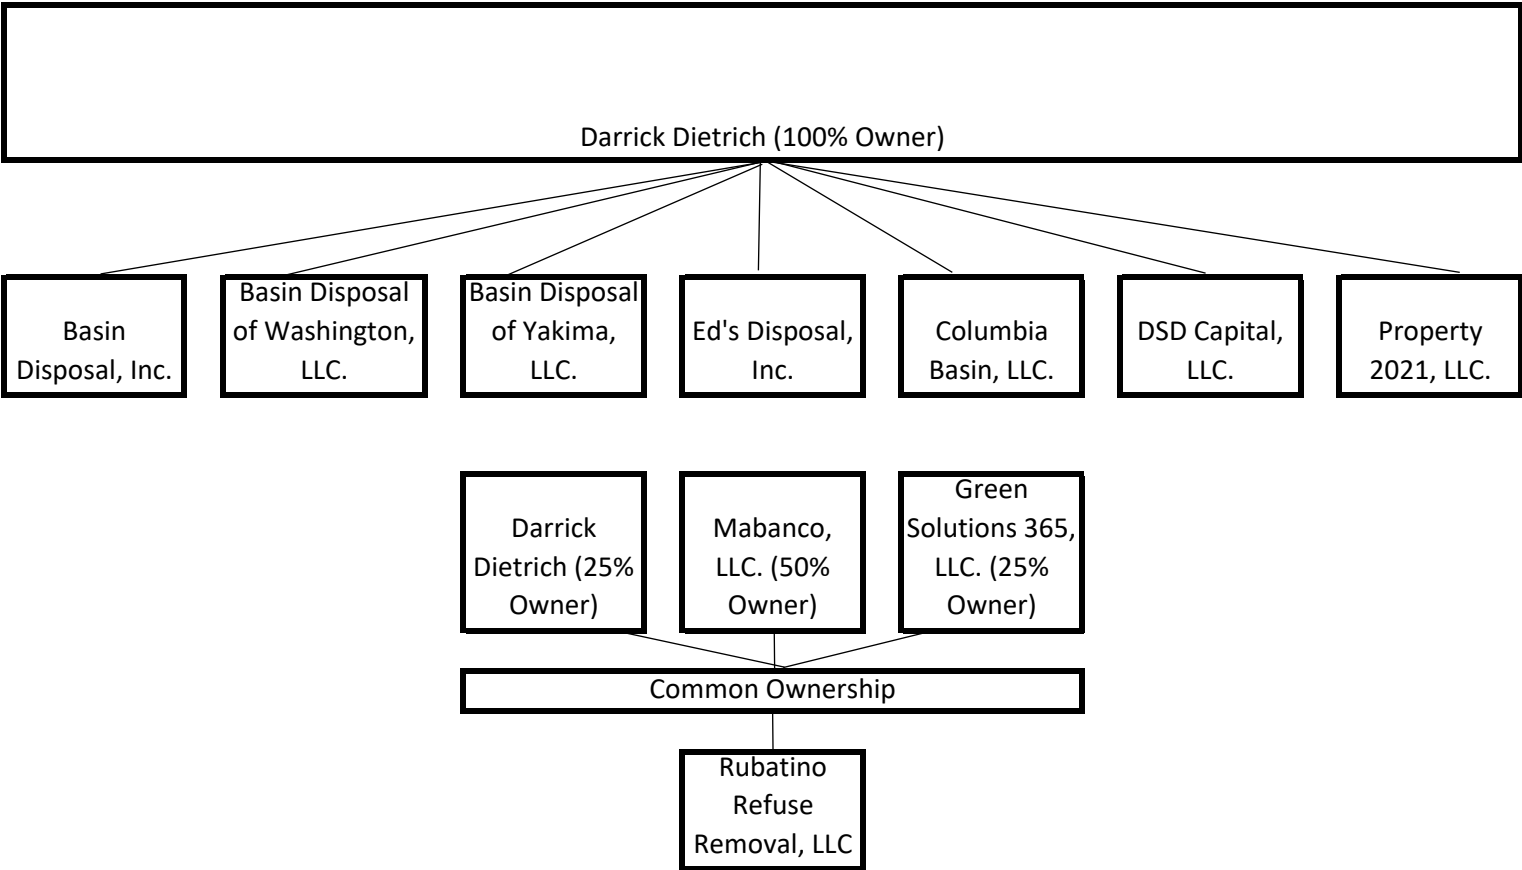 Darrick Dietrich (100% Owner)
Basin
Disposal, Inc.
Basin Disposal
of Washington,
LLC.
Basin Disposal
of Yakima,
LLC.
Ed's Disposal,
Inc.
Columbia
Basin, LLC.
DSD Capital,
LLC.
Property
2021, LLC.
Darrick
Dietrich (25%
Owner)
Mabanco,
LLC. (50%
Owner)
Green
Solutions 365,
LLC. (25%
Owner)
Common Ownership
Rubatino
Refuse
Removal, LLC